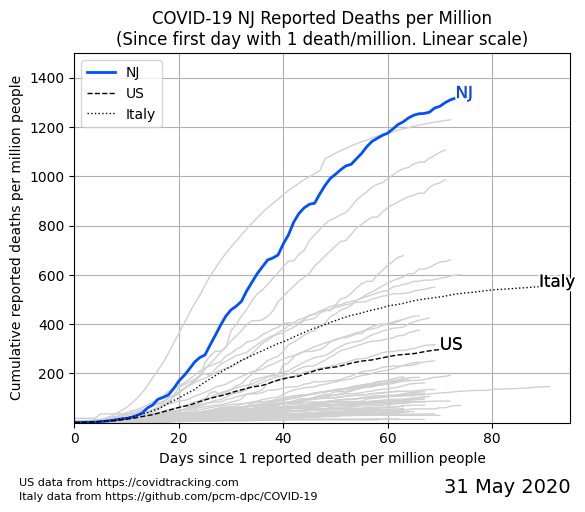 COVID-19 NJ Reported Deaths per Million
(Since first day with 1 death/million. Linear scale)
Cumulative reported deaths per million people
1400
1200
1000
800
600
400
200
NJ
US
Italy
NJ
Italy
US
0
20
40
60
80
Days since 1 reported death per million people
US data from https://covidtracking.com
Italy data from https://github.com/pcm-dpc/COVID-19
31 May 2020